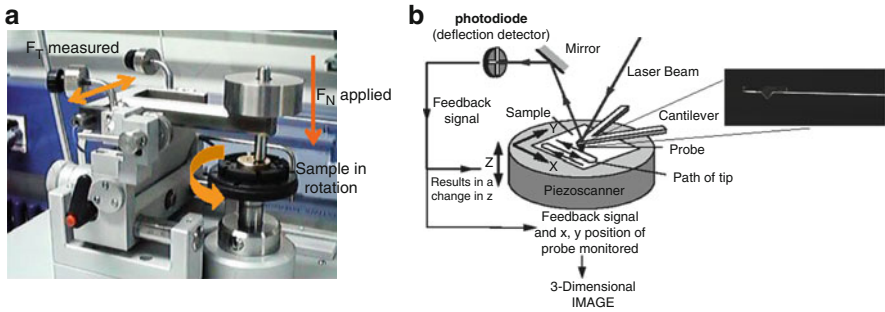 a
F_T measured
F_N applied
Sample in
rotation
b
photodiode
(deflection detector)
Mirror
Laser Beam
Feedback
signal
Sample
Cantilever
Y
Z
X
Probe
Path of tip
Results in a
change in z
Piezoscanner
Feedback signal
and x, y position of
probe monitored
3-Dimensional
IMAGE